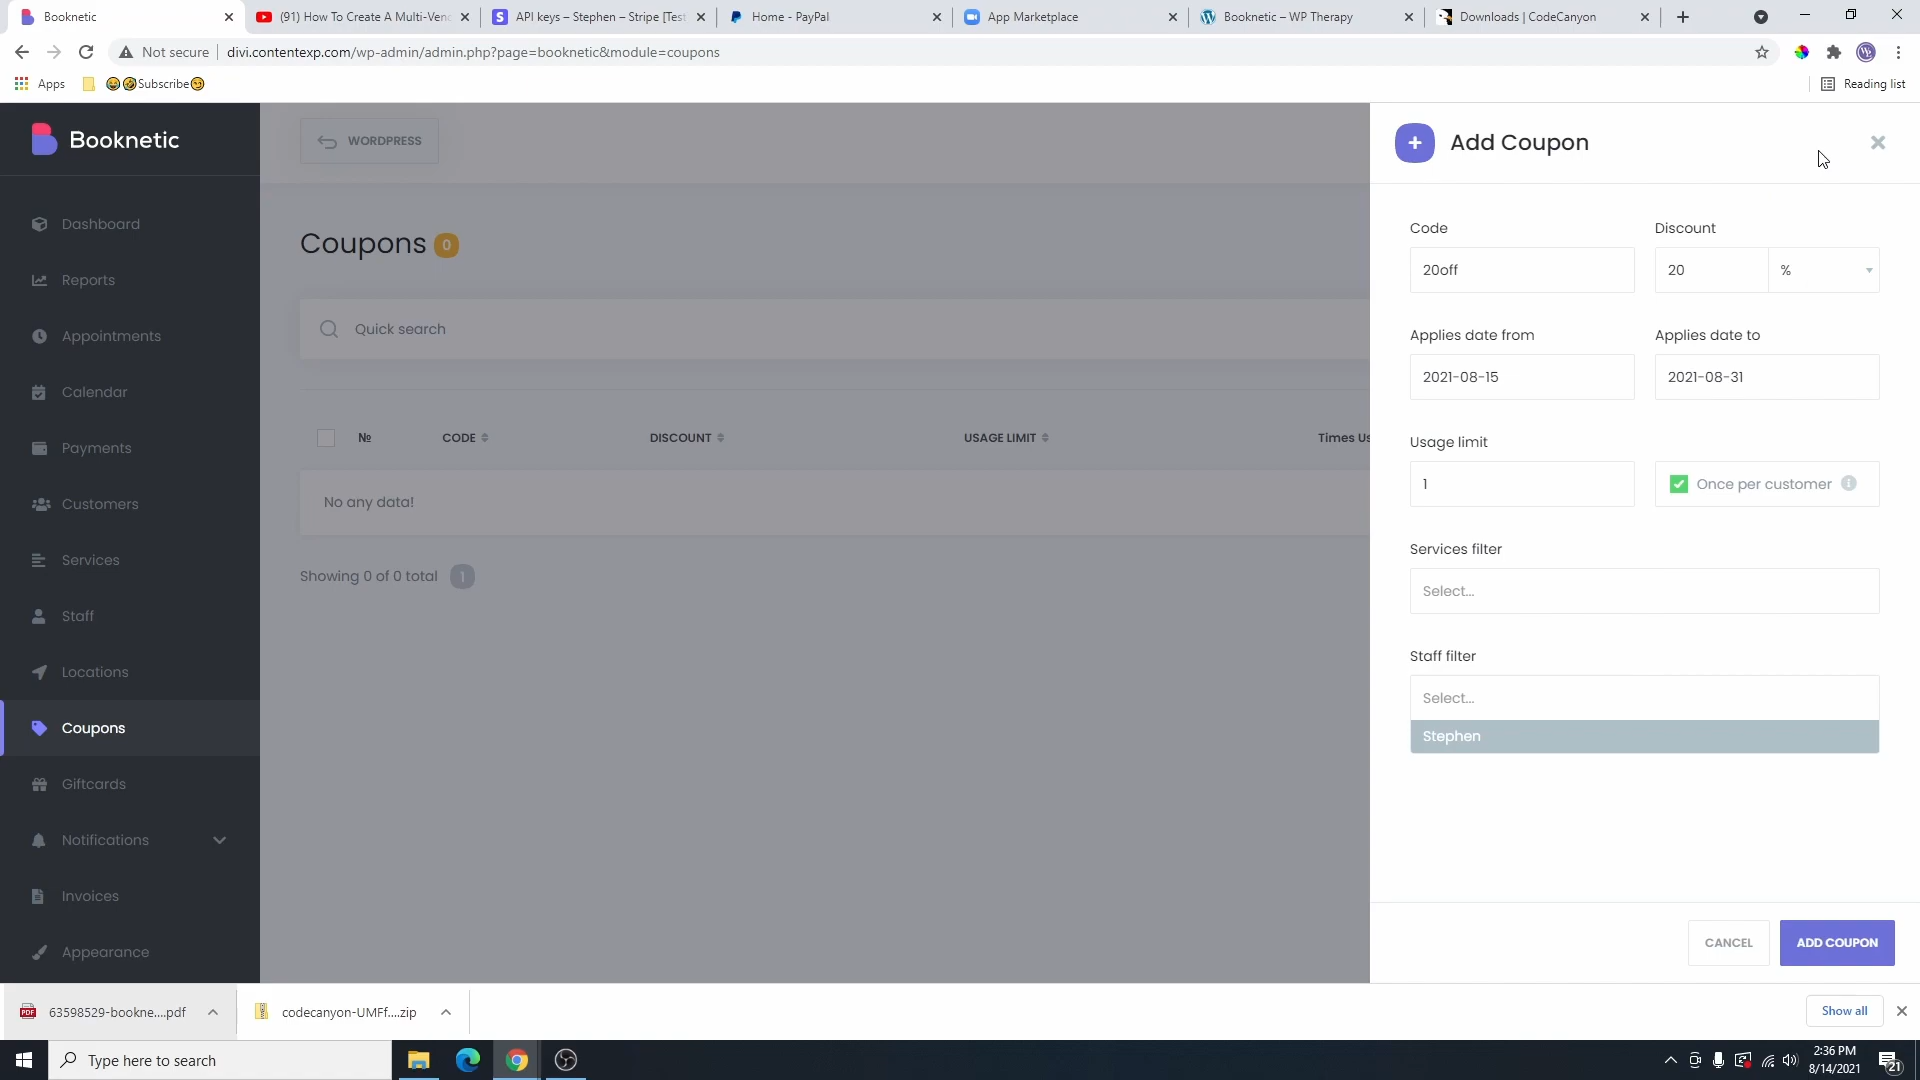 Booknetic
(91) How To Create A Multi-Venc
API keys – Stephen – Stripe [Test
Home - PayPal
App Marketplace
Booknetic – WP Therapy
Downloads | CodeCanyon
Not secure
divi.contentexp.com/wp-admin/admin.php?page=booknetic&module=coupons
Apps
😂🤣Subscribe😏
Reading list
Booknetic
WORDPRESS
Add Coupon
Dashboard
Reports
Appointments
Calendar
Payments
Customers
Services
Staff
Locations
Coupons
Giftcards
Notifications
Invoices
Appearance
Coupons 0
Quick search
№ CODE DISCOUNT USAGE LIMIT Times Us
No any data!
Showing 0 of 0 total 1
Code Discount
20off 20 %
Applies date from Applies date to
2021-08-15 2021-08-31
Usage limit
1 Once per customer
Services filter
Select...
Staff filter
Select...
Stephen
CANCEL ADD COUPON
PDF 63598529-bookne....pdf codecanyon-UMFf....zip Show all
Type here to search
2:36 PM
8/14/2021
21